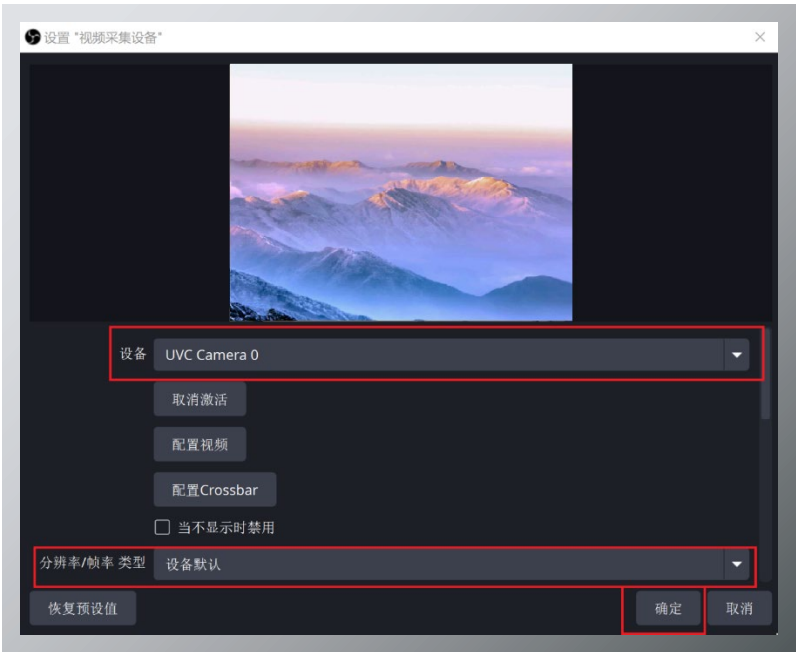 设置 "视频采集设备"
设备 UVC Camera 0
取消激活
配置视频
配置Crossbar
当不显示时禁用
分辨率/帧率 类型 设备默认
恢复预设值 确定 取消